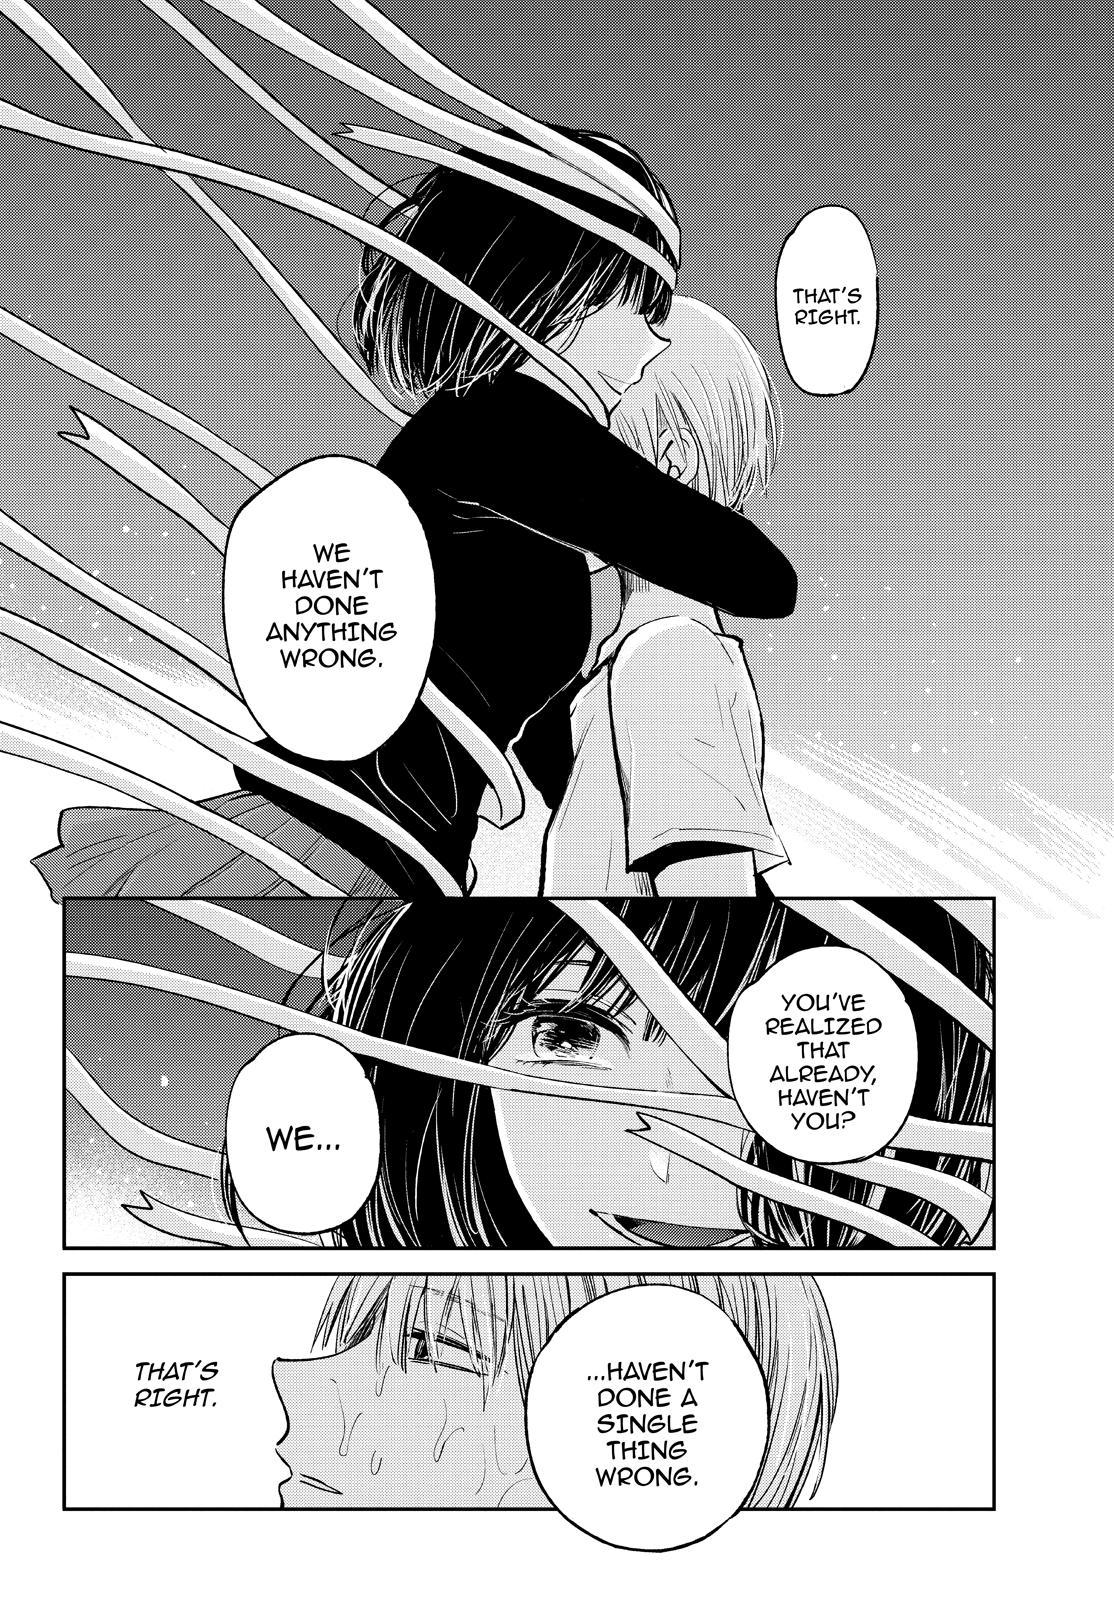 THAT'S
RIGHT.
WE
HAVEN'T
DONE
ANYTHING
WRONG.
YOU'VE
REALIZED
THAT
ALREADY,
HAVEN'T
YOU?
WE...
...HAVEN'T
DONE A
SINGLE
THING
WRONG.
THAT'S
RIGHT.